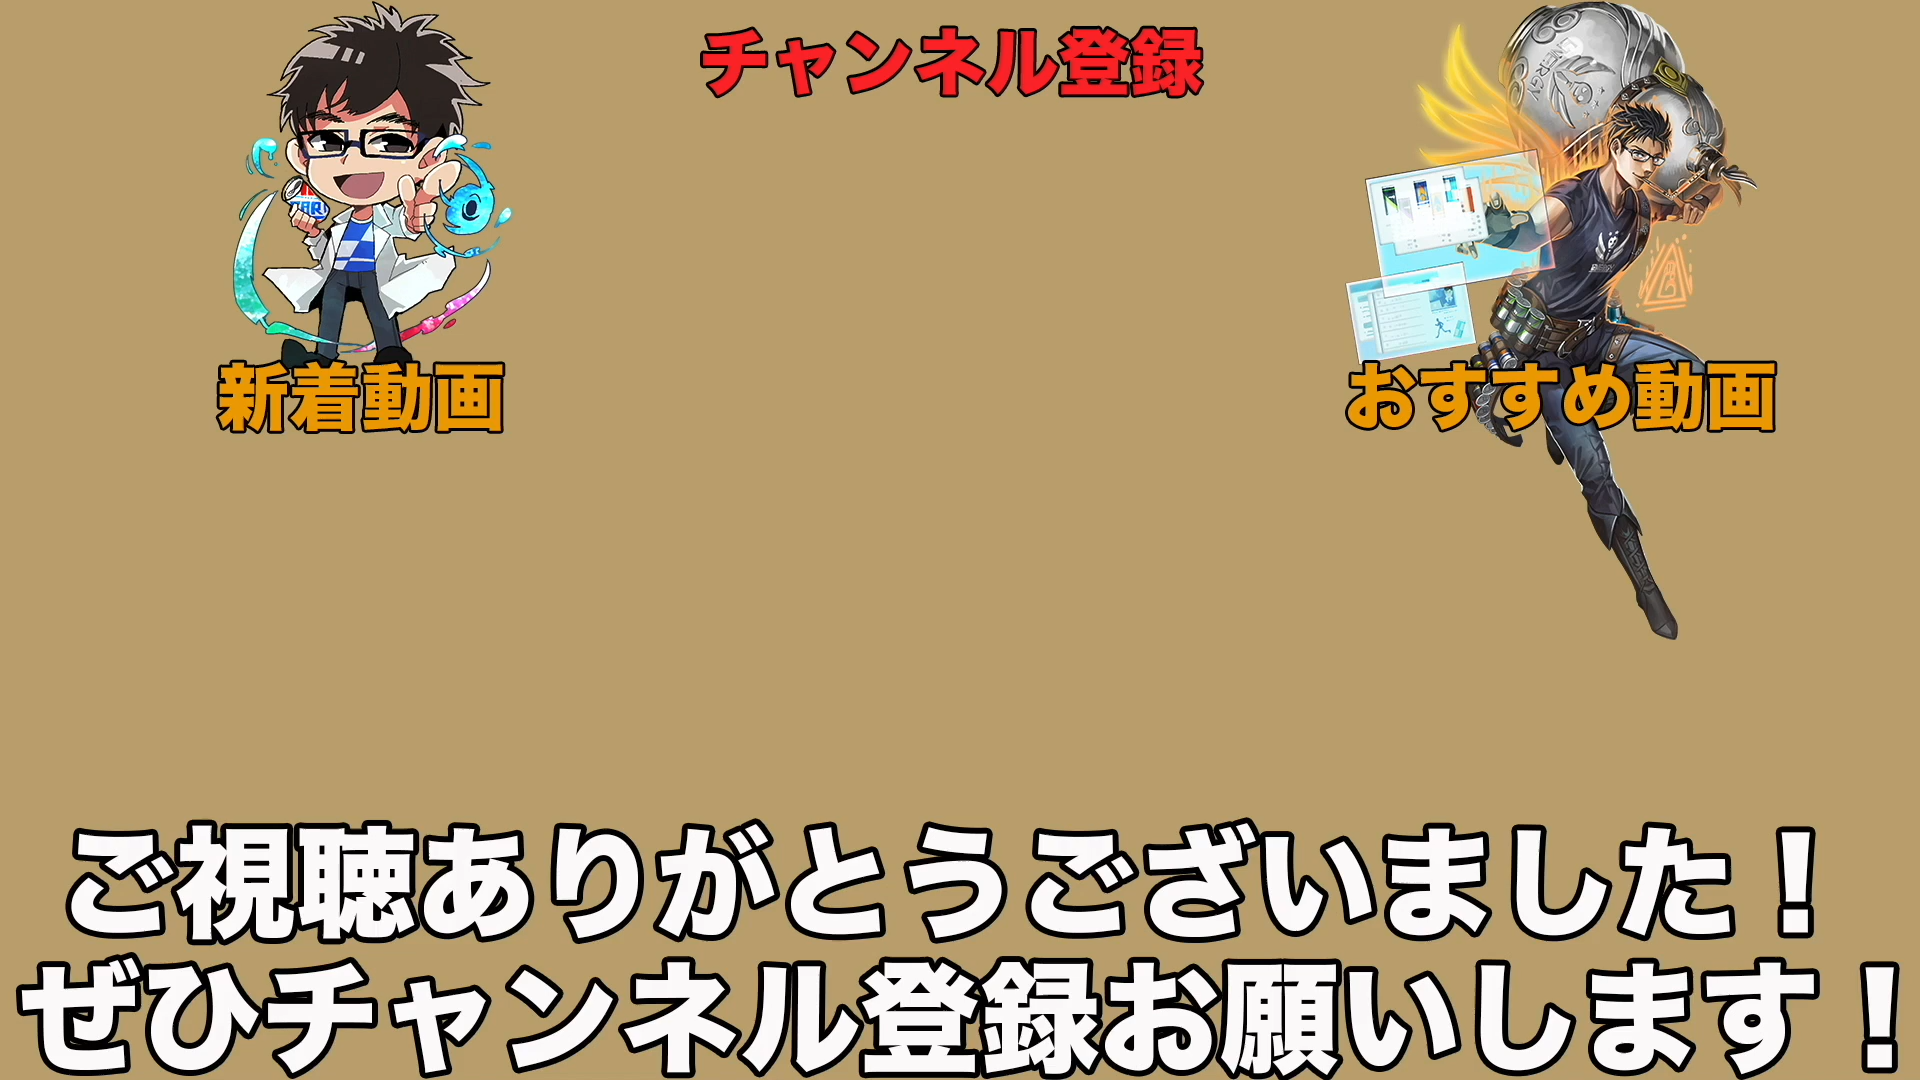 チャンネル登録
新着動画
おすすめ動画
ご視聴ありがとうございました！
ぜひチャンネル登録お願いします！